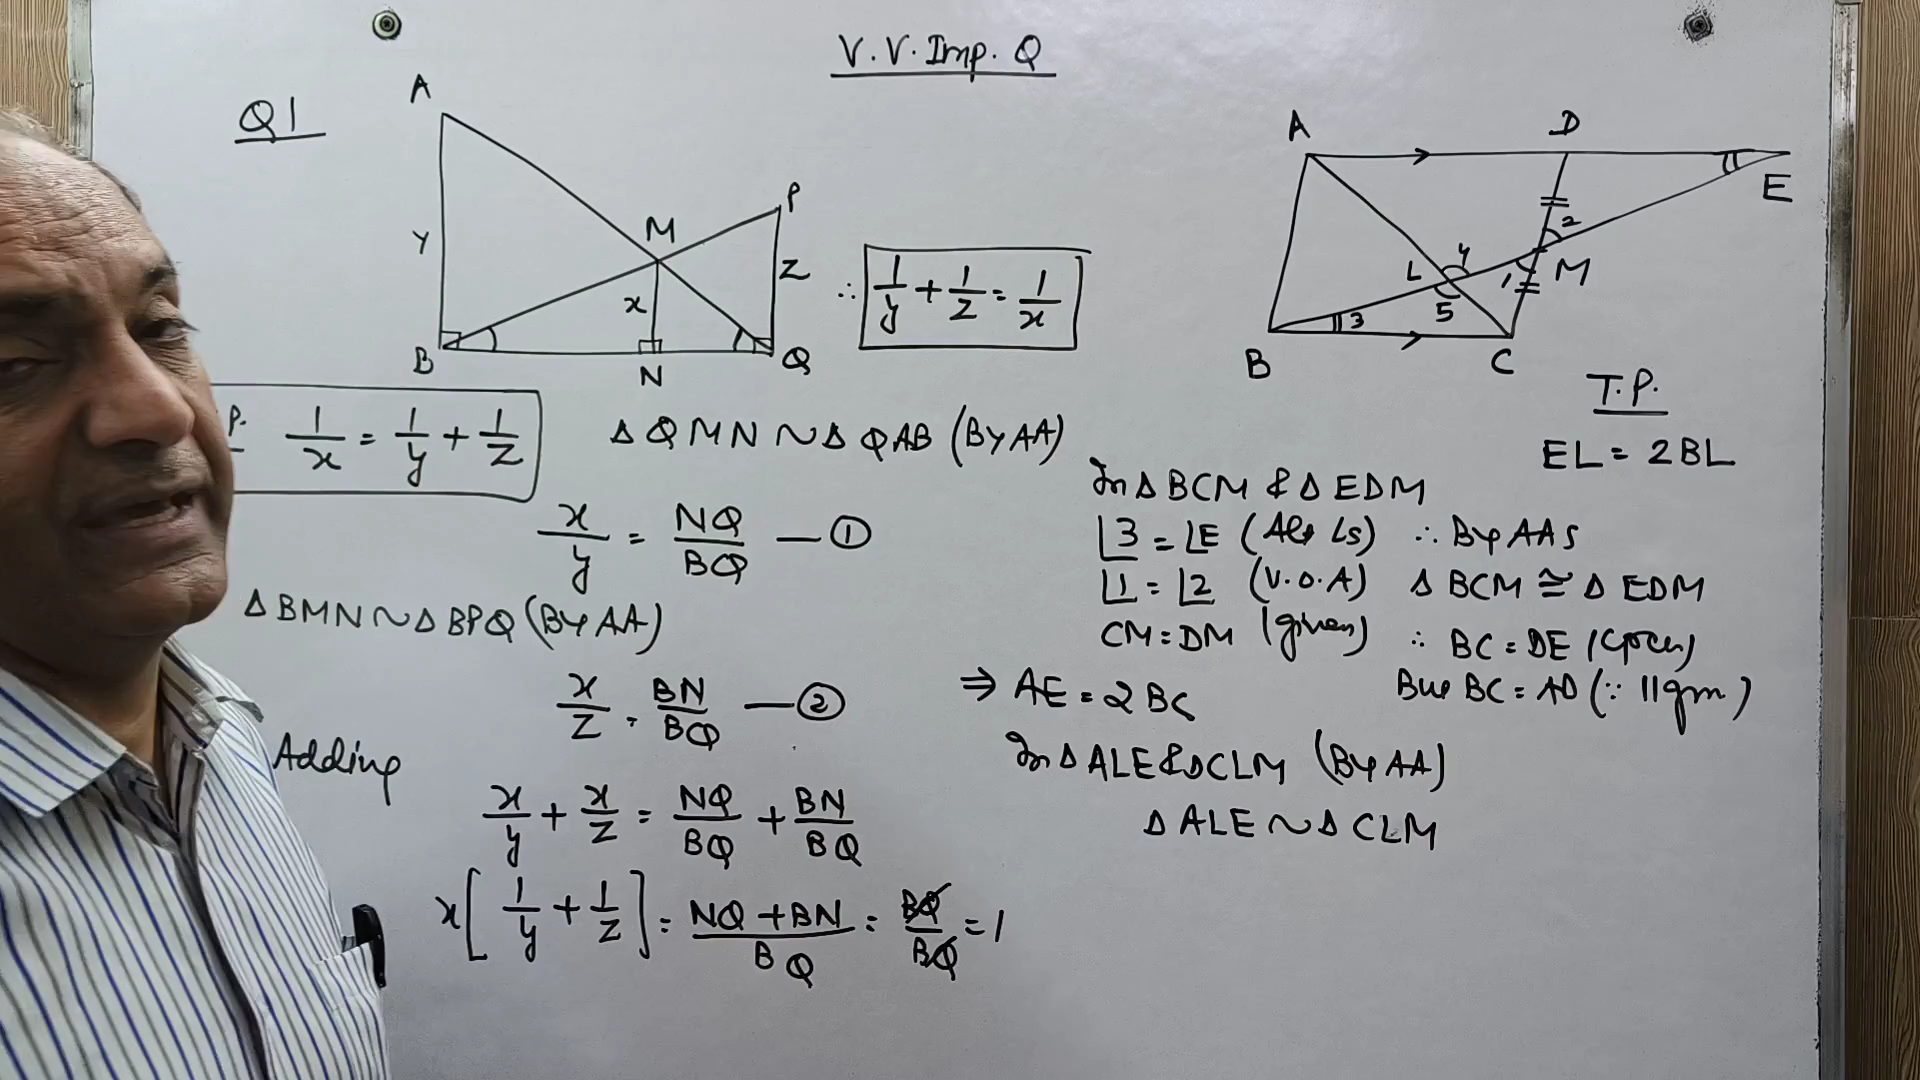 V.V. Imp. Q
Q1
A
P
M
y
x
z
B
N
Q
∴ 1/y + 1/z = 1/x
P. 1/x = 1/y + 1/z
Δ QMN ~ Δ QAB (By AA)
x/y = NQ/BQ — ①
Δ BMN ~ Δ BPQ (By AA)
x/z = BN/BQ — ②
Adding
x/y + x/z = NQ/BQ + BN/BQ
x[1/y + 1/z] = NQ + BN/BQ = BQ/BQ = 1
A
D
E
2
L
4
1
M
3
5
B
C
T.P.
EL = 2BL
In Δ BCM & Δ EDM
∠3 = ∠E (Alt ∠s) ∴ By AAS
∠1 = ∠2 (V.O.A) Δ BCM ≅ Δ EDM
CM = DM (given) ∴ BC = DE (cpct)
But BC = AD (∵ llgm)
⇒ AE = 2BC
In Δ ALE & Δ CLM (By AA)
Δ ALE ~ Δ CLM